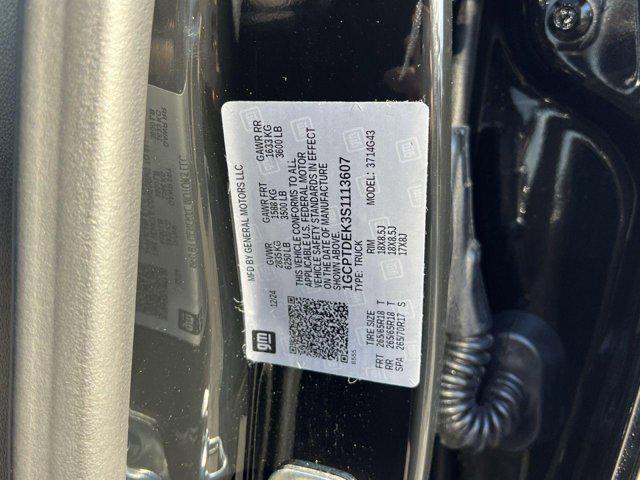 MFD BY GENERAL MOTORS LLC
12/24 GVWR GAWR FRT GAWR RR
2835 KG 1588 KG 1633 KG
6250 LB 3500 LB 3600 LB
THIS VEHICLE CONFORMS TO ALL
APPLICABLE U.S. FEDERAL MOTOR
VEHICLE SAFETY STANDARDS IN EFFECT
ON THE DATE OF MANUFACTURE
SHOWN ABOVE.
1GCPTDEK3S1113607
TYPE: TRUCK MODEL: 3714G43
TIRE SIZE RIM
FRT 265/65R18 T 18X8.5J
RR 265/65R18 T 18X8.5J
SPA 265/70R17 S 17X8J
gm